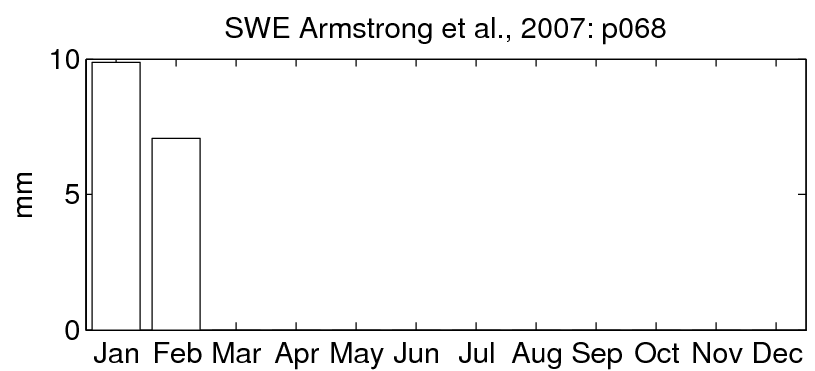 SWE Armstrong et al., 2007: p068
10
5
0
mm
Jan Feb Mar Apr May Jun Jul Aug Sep Oct Nov Dec